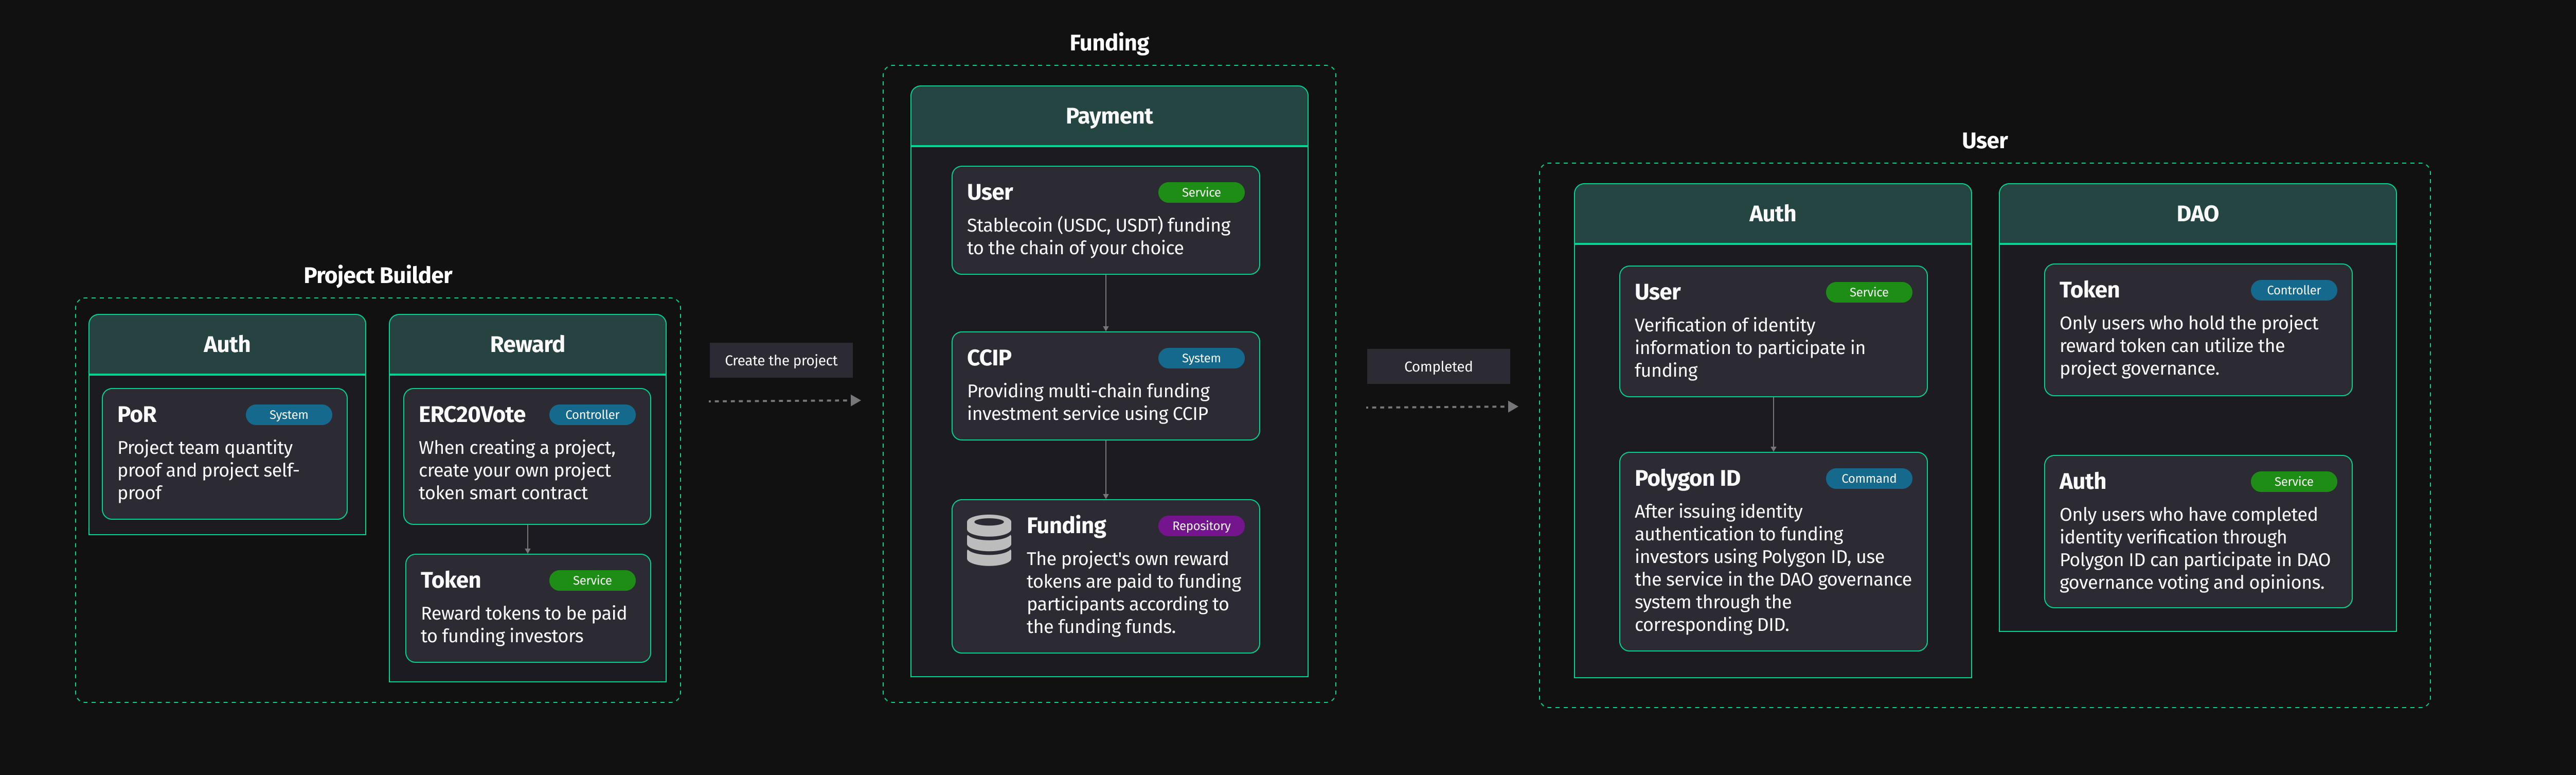 Project Builder
Auth
PoR
System
Project team quantity
proof and project self-
proof
Reward
ERC20Vote
Controller
When creating a project,
create your own project
token smart contract
Token
Service
Reward tokens to be paid
to funding investors
Create the project
Funding
Payment
User
Service
Stablecoin (USDC, USDT) funding
to the chain of your choice
CCIP
System
Providing multi-chain funding
investment service using CCIP
Funding
Repository
The project's own reward
tokens are paid to funding
participants according to
the funding funds.
Completed
User
Auth
User
Service
Verification of identity
information to participate in
funding
Polygon ID
Command
After issuing identity
authentication to funding
investors using Polygon ID, use
the service in the DAO governance
system through the
corresponding DID.
DAO
Token
Controller
Only users who hold the project
reward token can utilize the
project governance.
Auth
Service
Only users who have completed
identity verification through
Polygon ID can participate in DAO
governance voting and opinions.